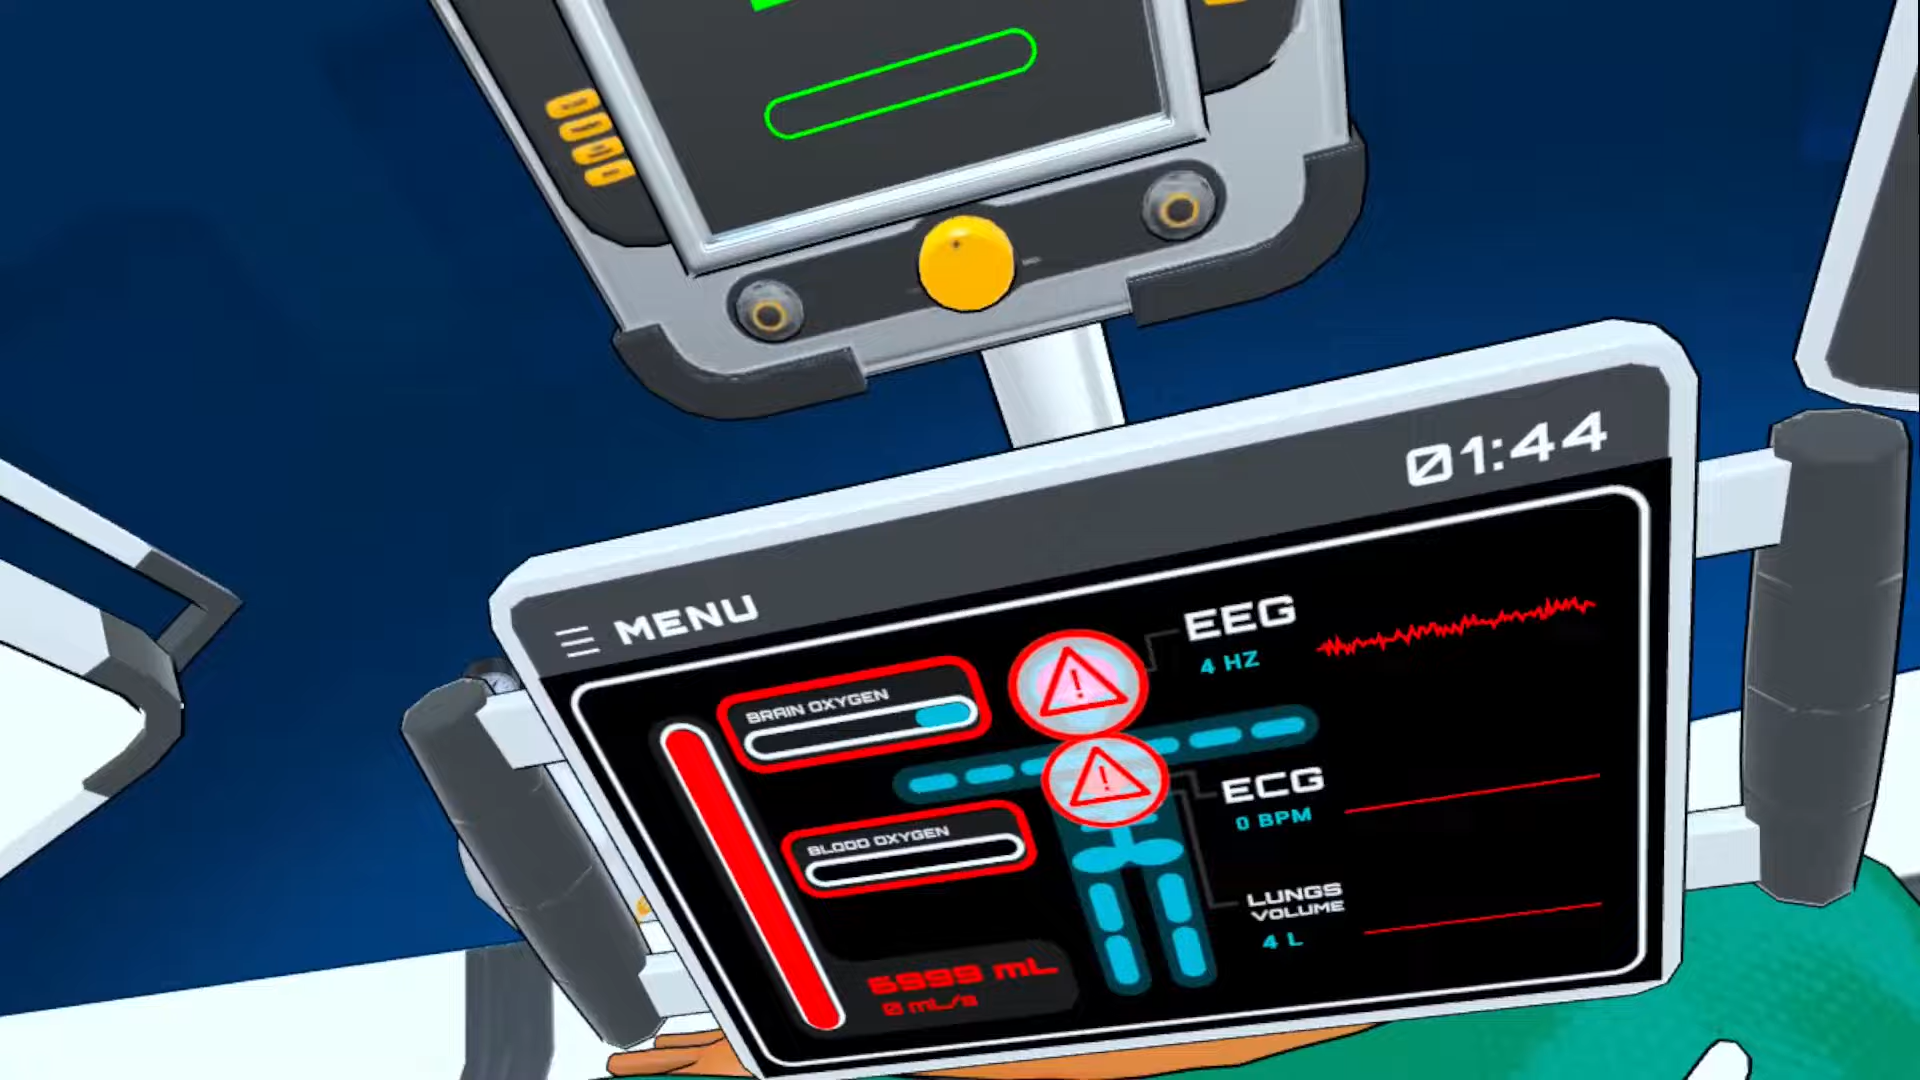 01:44
MENU
EEG
4 HZ
BRAIN OXYGEN
ECG
0 BPM
BLOOD OXYGEN
LUNGS
VOLUME
4 L
5999 mL
0 mL/s